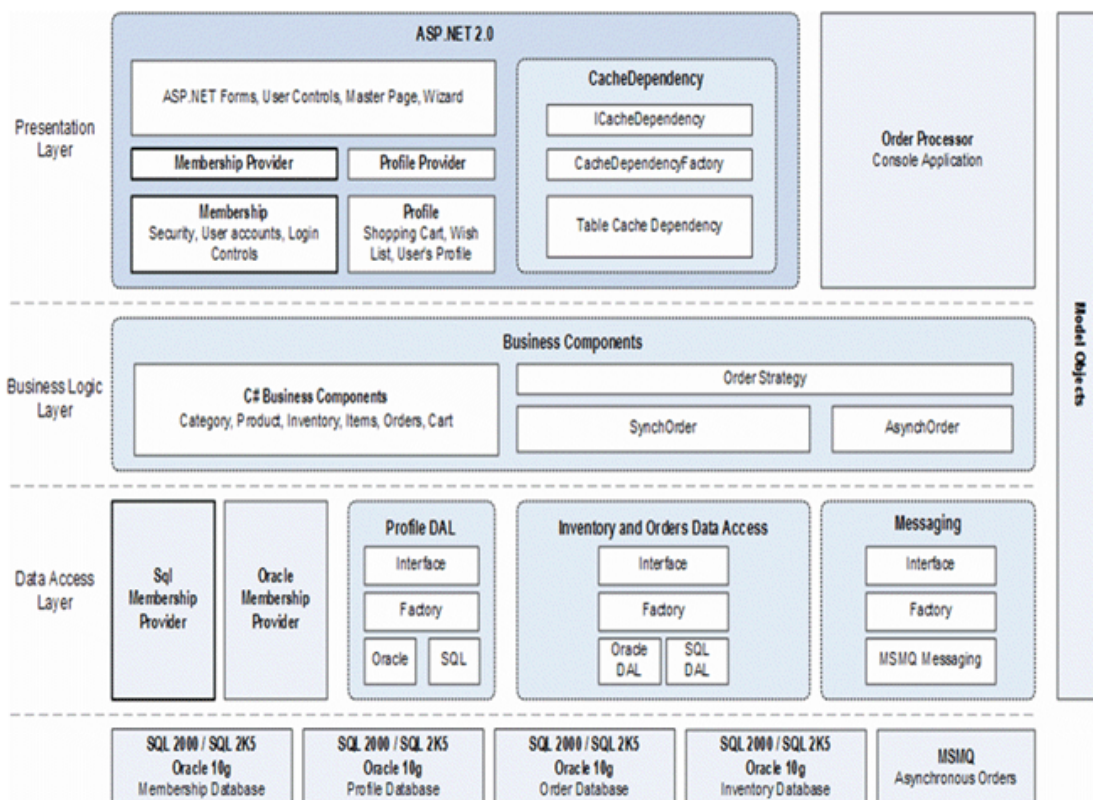 ASP.NET 2.0
Presentation
Layer
ASP.NET Forms, User Controls, Master Page, Wizard
Membership Provider
Profile Provider
Membership
Security, User accounts, Login
Controls
Profile
Shopping Cart, Wish
List, User's Profile
CacheDependency
ICacheDependency
CacheDependencyFactory
Table Cache Dependency
Order Processor
Console Application
Model Objects
Business Logic
Layer
Business Components
C# Business Components
Category, Product, Inventory, Items, Orders, Cart
Order Strategy
SynchOrder
AsynchOrder
Data Access
Layer
Sql
Membership
Provider
Oracle
Membership
Provider
Profile DAL
Interface
Factory
Oracle
SQL
Inventory and Orders Data Access
Interface
Factory
Oracle
DAL
SQL
DAL
Messaging
Interface
Factory
MSMQ Messaging
SQL 2000 / SQL 2K5
Oracle 10g
Membership Database
SQL 2000 / SQL 2K5
Oracle 10g
Profile Database
SQL 2000 / SQL 2K5
Oracle 10g
Order Database
SQL 2000 / SQL 2K5
Oracle 10g
Inventory Database
MSMQ
Asynchronous Orders